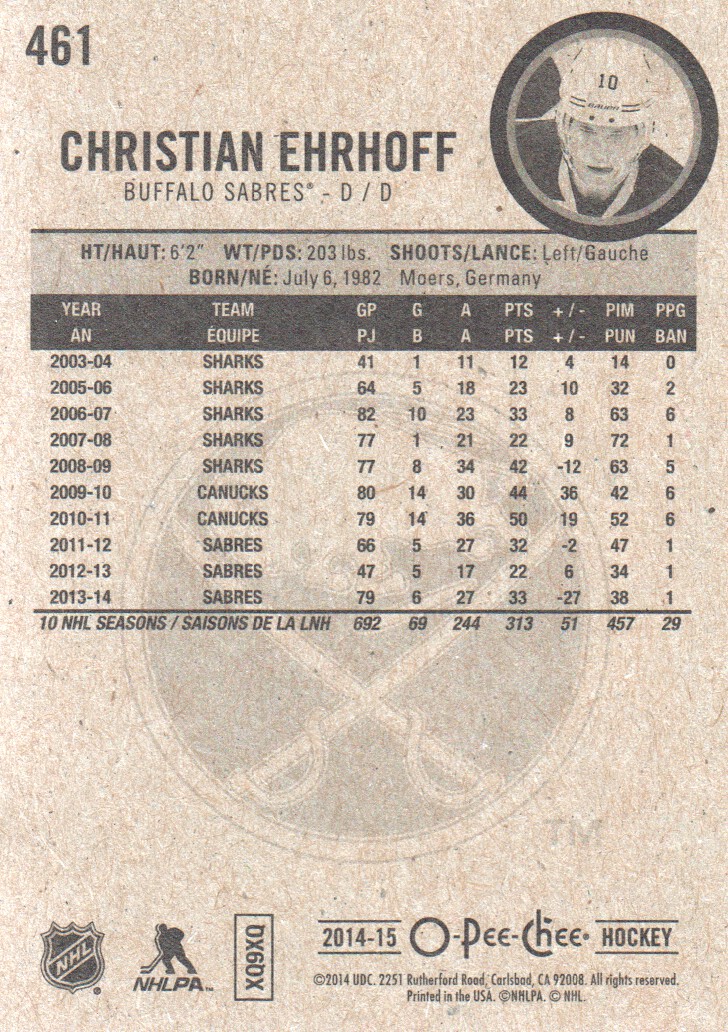 461
10
BAUER
CHRISTIAN EHRHOFF
BUFFALO SABRES® - D / D
HT/HAUT: 6'2" WT/PDS: 203 lbs. SHOOTS/LANCE: Left/Gauche
BORN/NÉ: July 6, 1982 Moers, Germany
YEAR TEAM GP G A PTS + / - PIM PPG
AN ÉQUIPE PJ B A PTS + / - PUN BAN
2003-04 SHARKS 41 1 11 12 4 14 0
2005-06 SHARKS 64 5 18 23 10 32 2
2006-07 SHARKS 82 10 23 33 8 63 6
2007-08 SHARKS 77 1 21 22 9 72 1
2008-09 SHARKS 77 8 34 42 -12 63 5
2009-10 CANUCKS 80 14 30 44 36 42 6
2010-11 CANUCKS 79 14 36 50 19 52 6
2011-12 SABRES 66 5 27 32 -2 47 1
2012-13 SABRES 47 5 17 22 6 34 1
2013-14 SABRES 79 6 27 33 -27 38 1
10 NHL SEASONS / SAISONS DE LA LNH 692 69 244 313 51 457 29
TM
NHL ®
NHLPA™
XQ9XQ
2014-15 O-Pee-Chee® HOCKEY
©2014 UDC. 2251 Rutherford Road, Carlsbad, CA 92008. All rights reserved.
Printed in the USA. ©NHLPA. © NHL.